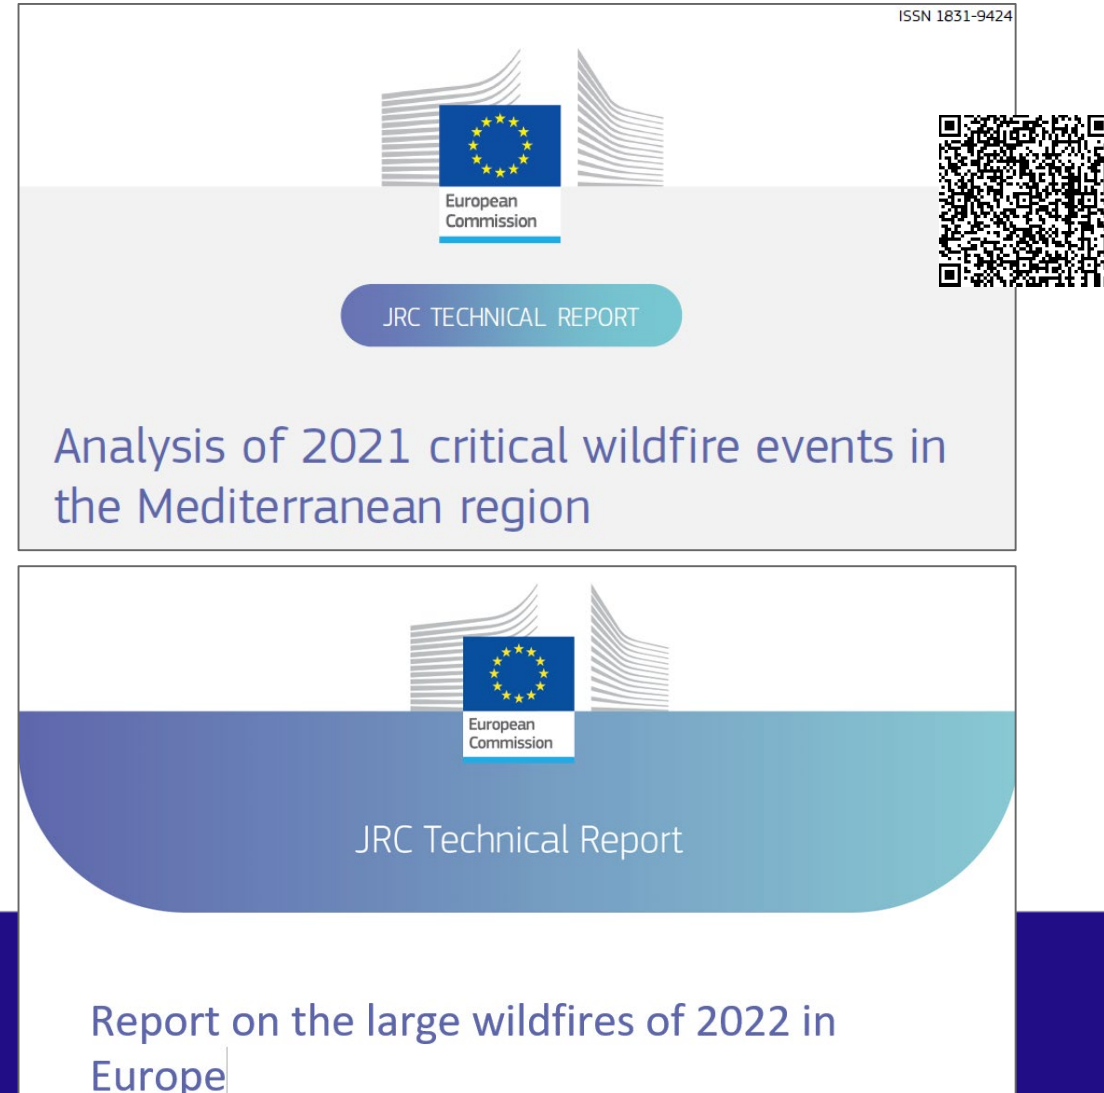 ISSN 1831-9424
European
Commission
JRC TECHNICAL REPORT
Analysis of 2021 critical wildfire events in
the Mediterranean region
European
Commission
JRC Technical Report
Report on the large wildfires of 2022 in
Europe